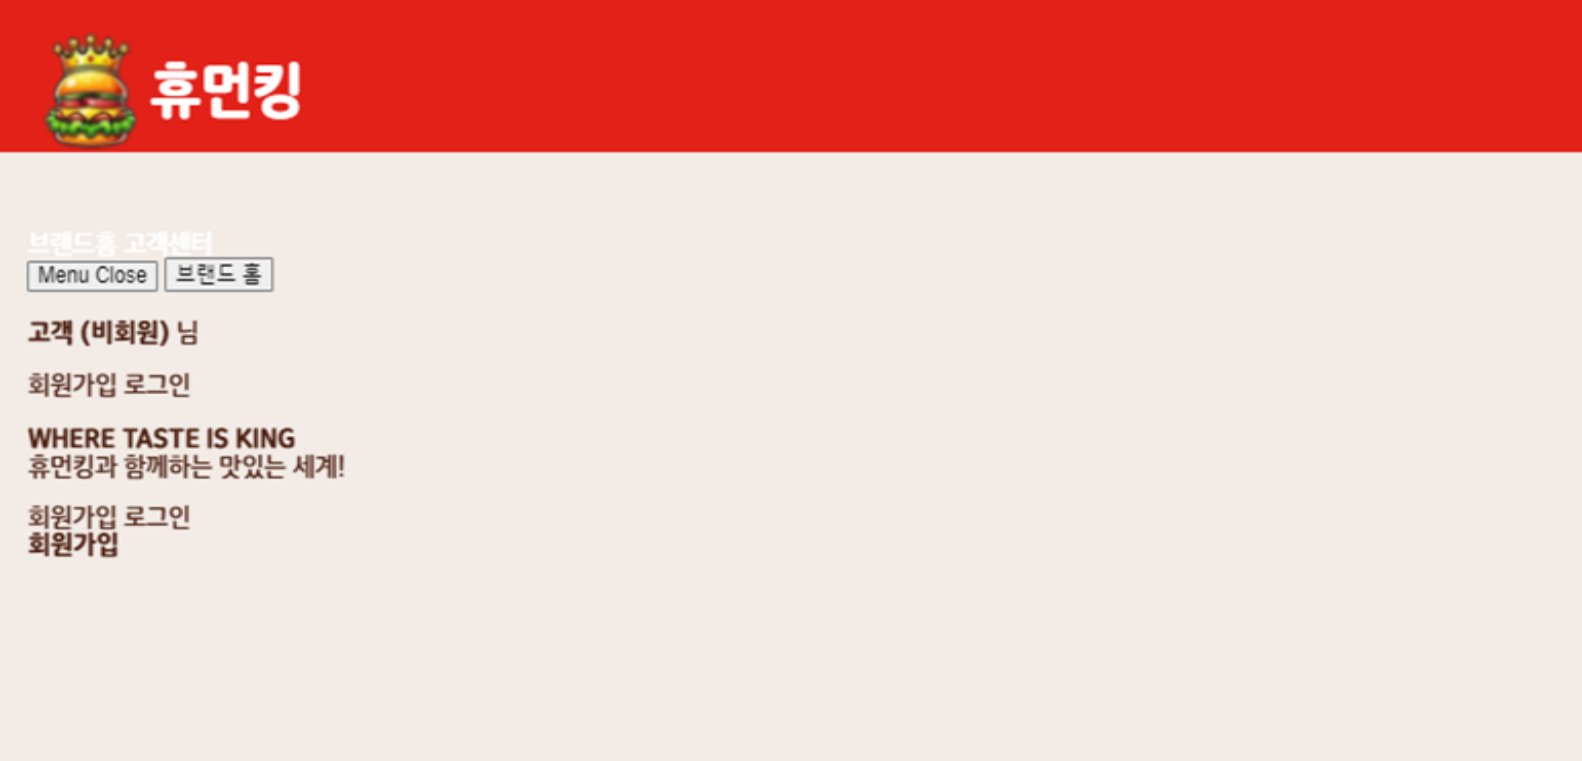 휴먼킹
브랜드홈 고객센터
Menu Close 브랜드 홈
고객 (비회원) 님
회원가입 로그인
WHERE TASTE IS KING
휴먼킹과 함께하는 맛있는 세계!
회원가입 로그인
회원가입